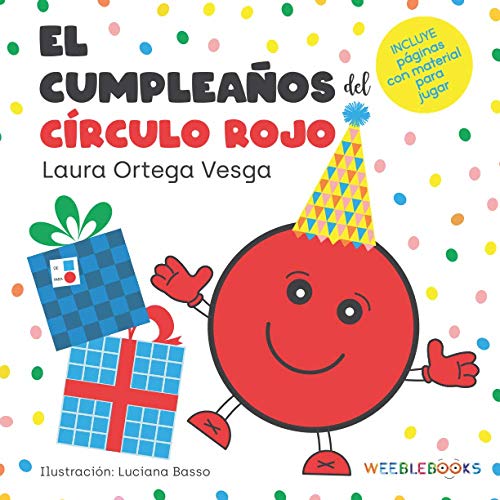 EL
CUMPLEAÑOS del
CÍRCULO ROJO
Laura Ortega Vesga
INCLUYE
páginas
con material
para
jugar
DE
PARA
Ilustración: Luciana Basso
WEEBLEBOOKS